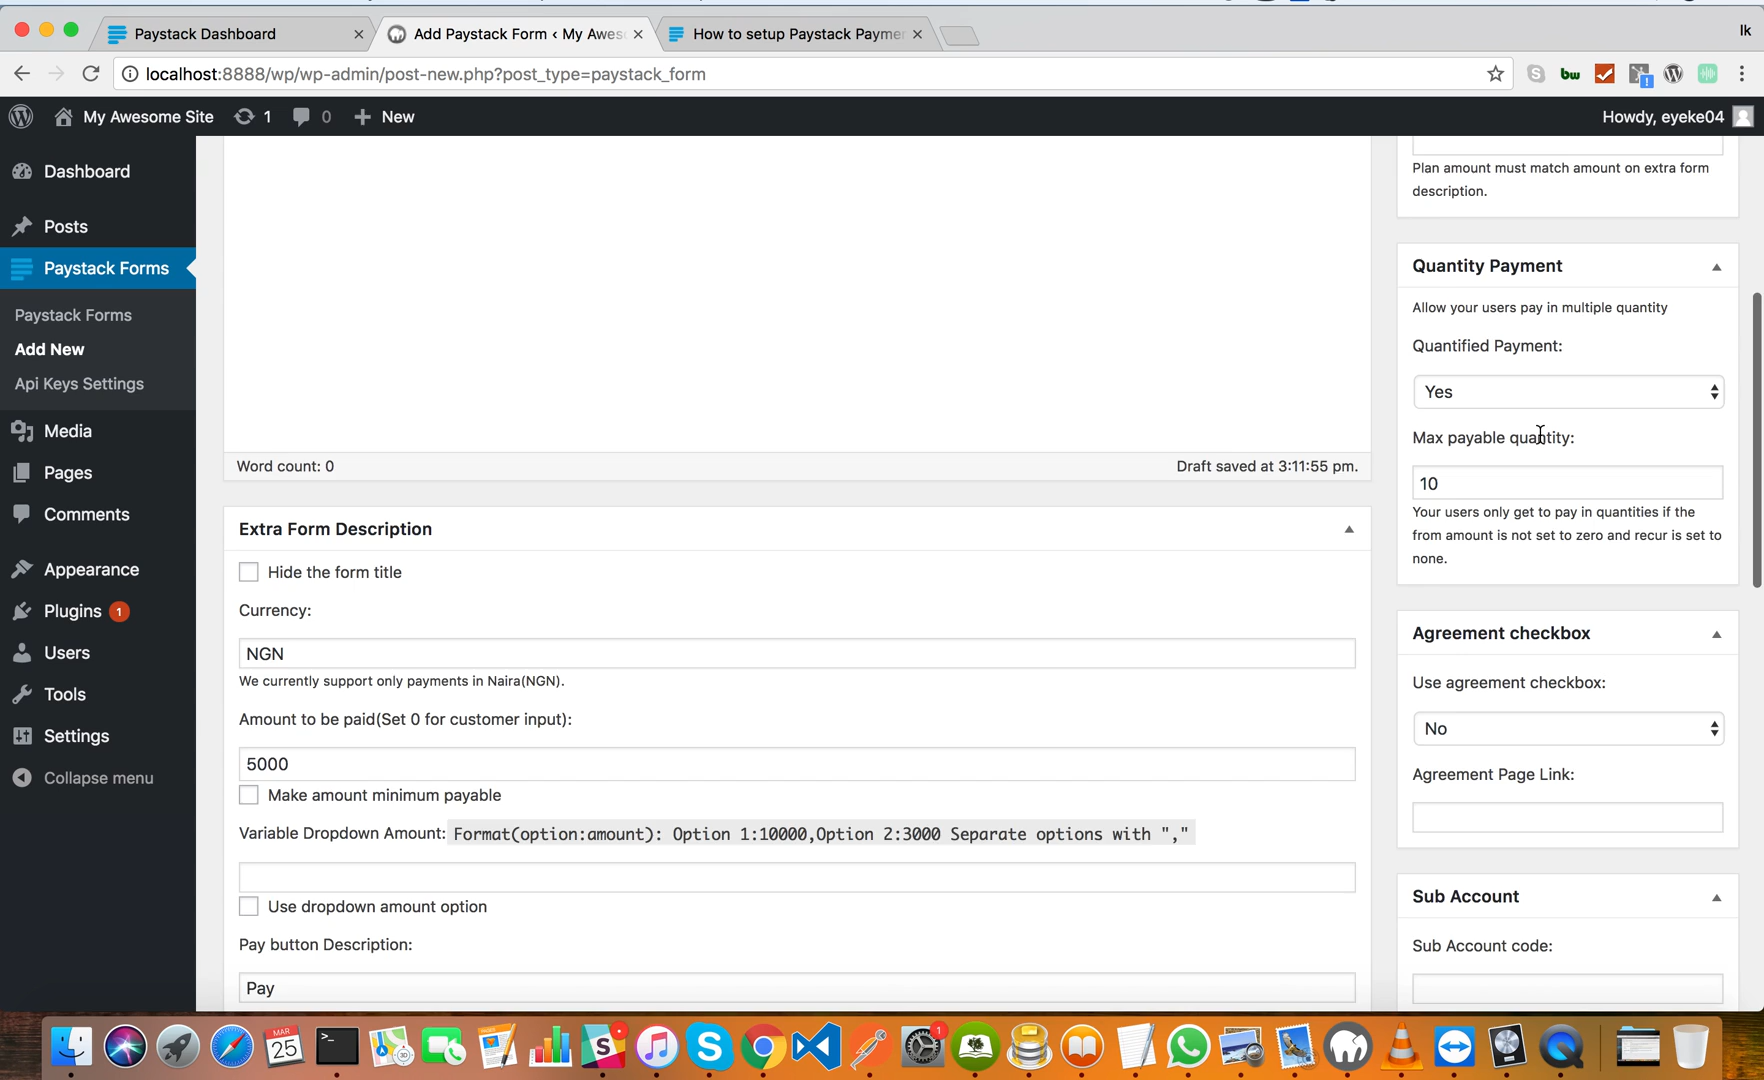 Paystack Dashboard
Add Paystack Form ‹ My Awes
How to setup Paystack Payme
Ik
localhost:8888/wp/wp-admin/post-new.php?post_type=paystack_form
bw
My Awesome Site
1
0
New
Howdy, eyeke04
Dashboard
Posts
Paystack Forms
Paystack Forms
Add New
Api Keys Settings
Media
Pages
Comments
Appearance
Plugins 1
Users
Tools
Settings
Collapse menu
Word count: 0
Draft saved at 3:11:55 pm.
Extra Form Description
Hide the form title
Currency:
NGN
We currently support only payments in Naira(NGN).
Amount to be paid(Set 0 for customer input):
5000
Make amount minimum payable
Variable Dropdown Amount: Format(option:amount): Option 1:10000,Option 2:3000 Separate options with ","
Use dropdown amount option
Pay button Description:
Pay
Plan amount must match amount on extra form
description.
Quantity Payment
Allow your users pay in multiple quantity
Quantified Payment:
Yes
Max payable quantity:
10
Your users only get to pay in quantities if the
from amount is not set to zero and recur is set to
none.
Agreement checkbox
Use agreement checkbox:
No
Agreement Page Link:
Sub Account
Sub Account code:
MAR
25
3D
1